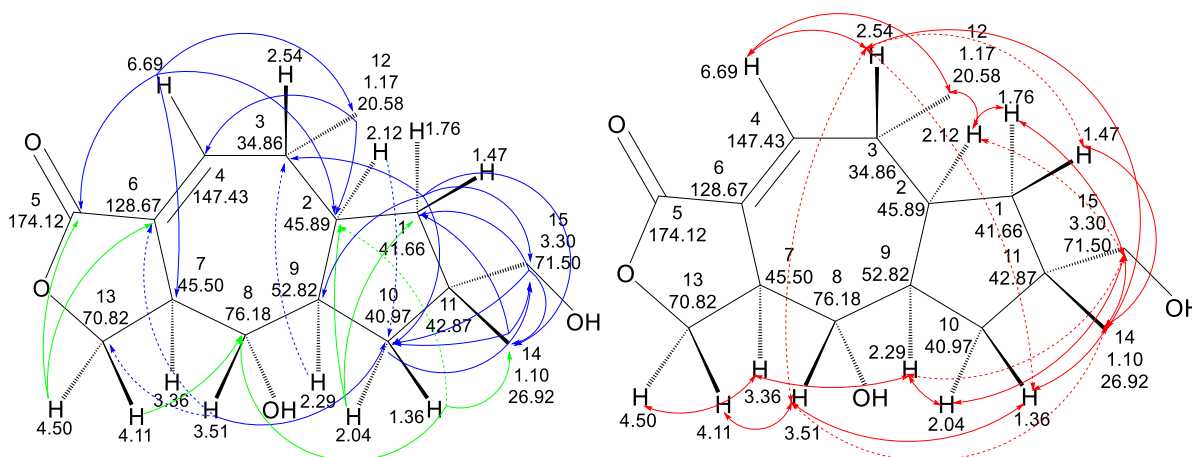 2.54
12
1.17
20.58
6.69
H
H
3
34.86
2.12
H
H
1.76
1.47
H
O
4
147.43
5
174.12
6
128.67
2
45.89
1
41.66
15
3.30
71.50
7
45.50
9
52.82
8
76.18
10
40.97
11
42.87
OH
O
13
70.82
14
1.10
26.92
H
4.50
H
4.11
H
3.36
H
3.51
OH
H
2.29
H
2.04
H
1.36
2.54
H
12
1.17
20.58
6.69
H
1.76
H
2.12
H
1.47
H
4
147.43
3
34.86
O
6
128.67
5
174.12
2
45.89
1
41.66
15
3.30
71.50
7
45.50
9
52.82
8
76.18
11
42.87
O
13
70.82
10
40.97
OH
14
1.10
26.92
H
4.50
H
4.11
H
3.36
H
3.51
OH
2.29
H
H
2.04
H
1.36